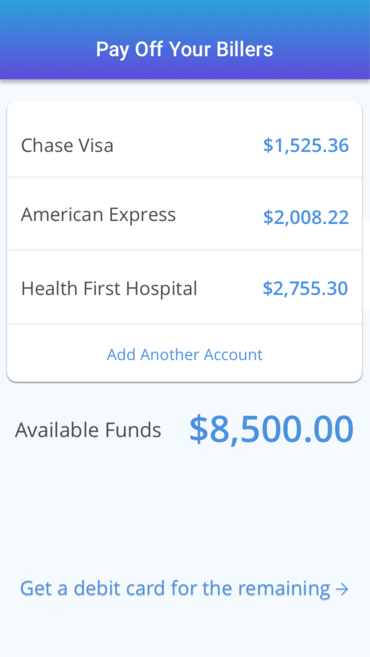 Pay Off Your Billers
Chase Visa $1,525.36
American Express $2,008.22
Health First Hospital $2,755.30
Add Another Account
Available Funds $8,500.00
Get a debit card for the remaining →